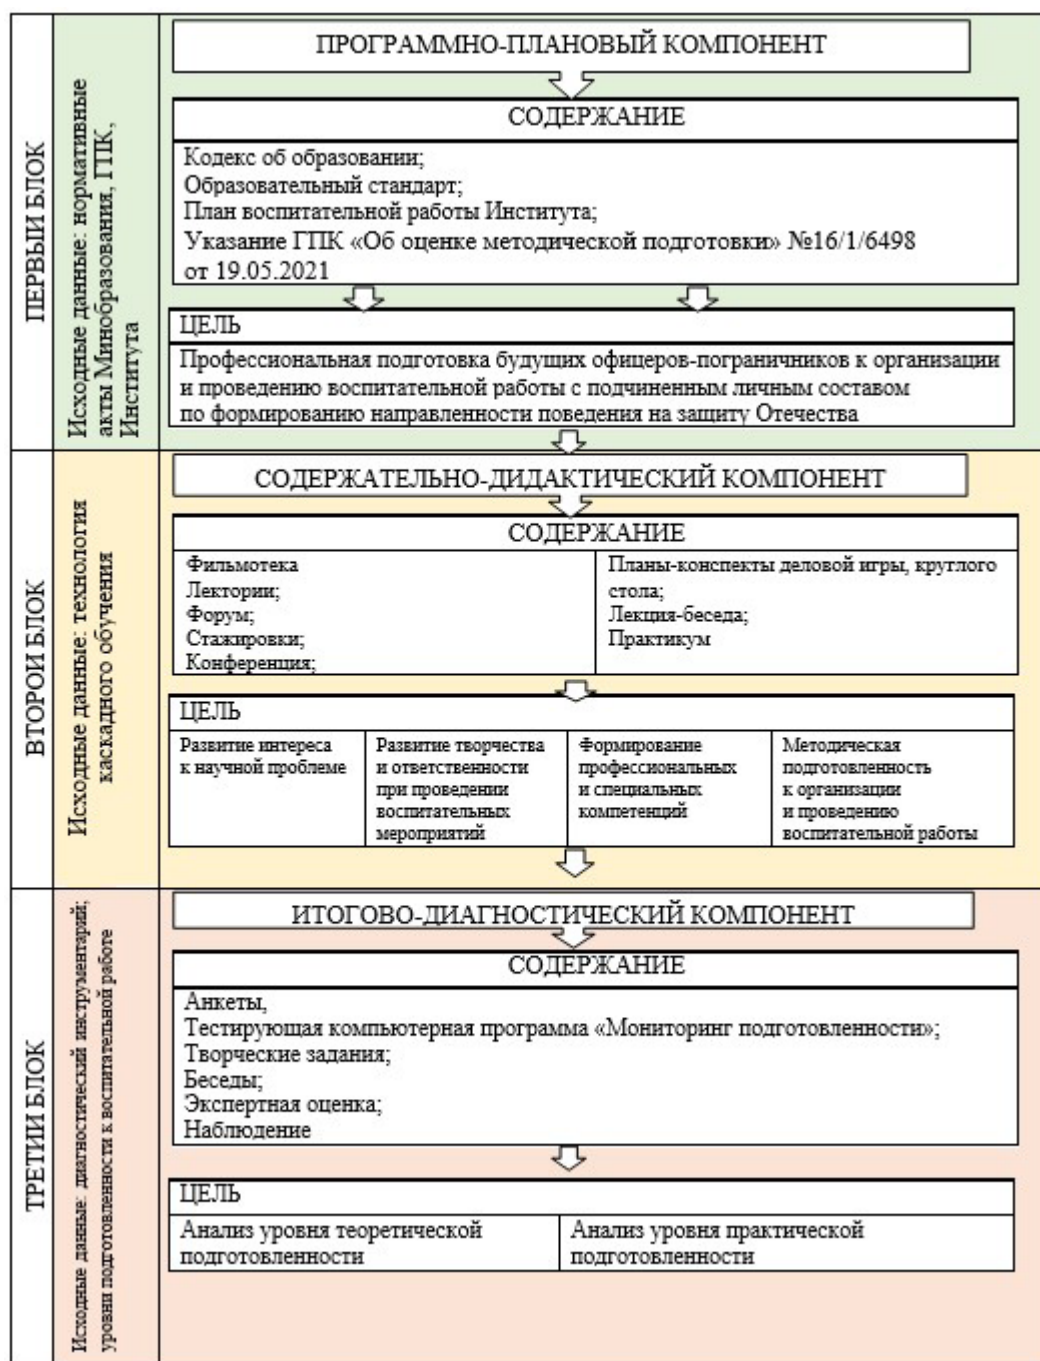 ПЕРВЫЙ БЛОК
Исходные данные: нормативные
акты Минобразования, ГПК,
Института
ПРОГРАММНО-ПЛАНОВЫЙ КОМПОНЕНТ
СОДЕРЖАНИЕ
Кодекс об образовании;
Образовательный стандарт;
План воспитательной работы Института;
Указание ГПК «Об оценке методической подготовки» №16/1/6498
от 19.05.2021
ЦЕЛЬ
Профессиональная подготовка будущих офицеров-пограничников к организации
и проведению воспитательной работы с подчиненным личным составом
по формированию направленности поведения на защиту Отечества
ВТОРОЙ БЛОК
Исходные данные: технология
каскадного обучения
СОДЕРЖАТЕЛЬНО-ДИДАКТИЧЕСКИЙ КОМПОНЕНТ
СОДЕРЖАНИЕ
Фильмотека
Лектории;
Форум;
Стажировки;
Конференция;
Планы-конспекты деловой игры, круглого
стола;
Лекция-беседа;
Практикум
ЦЕЛЬ
Развитие интереса
к научной проблеме
Развитие творчества
и ответственности
при проведении
воспитательных
мероприятий
Формирование
профессиональных
и специальных
компетенций
Методическая
подготовленность
к организации
и проведению
воспитательной работы
ТРЕТИЙ БЛОК
Исходные данные: диагностический инструментарий;
уровни подготовленности к воспитательной работе
ИТОГОВО-ДИАГНОСТИЧЕСКИЙ КОМПОНЕНТ
СОДЕРЖАНИЕ
Анкеты,
Тестирующая компьютерная программа «Мониторинг подготовленности»;
Творческие задания;
Беседы;
Экспертная оценка;
Наблюдение
ЦЕЛЬ
Анализ уровня теоретической
подготовленности
Анализ уровня практической
подготовленности